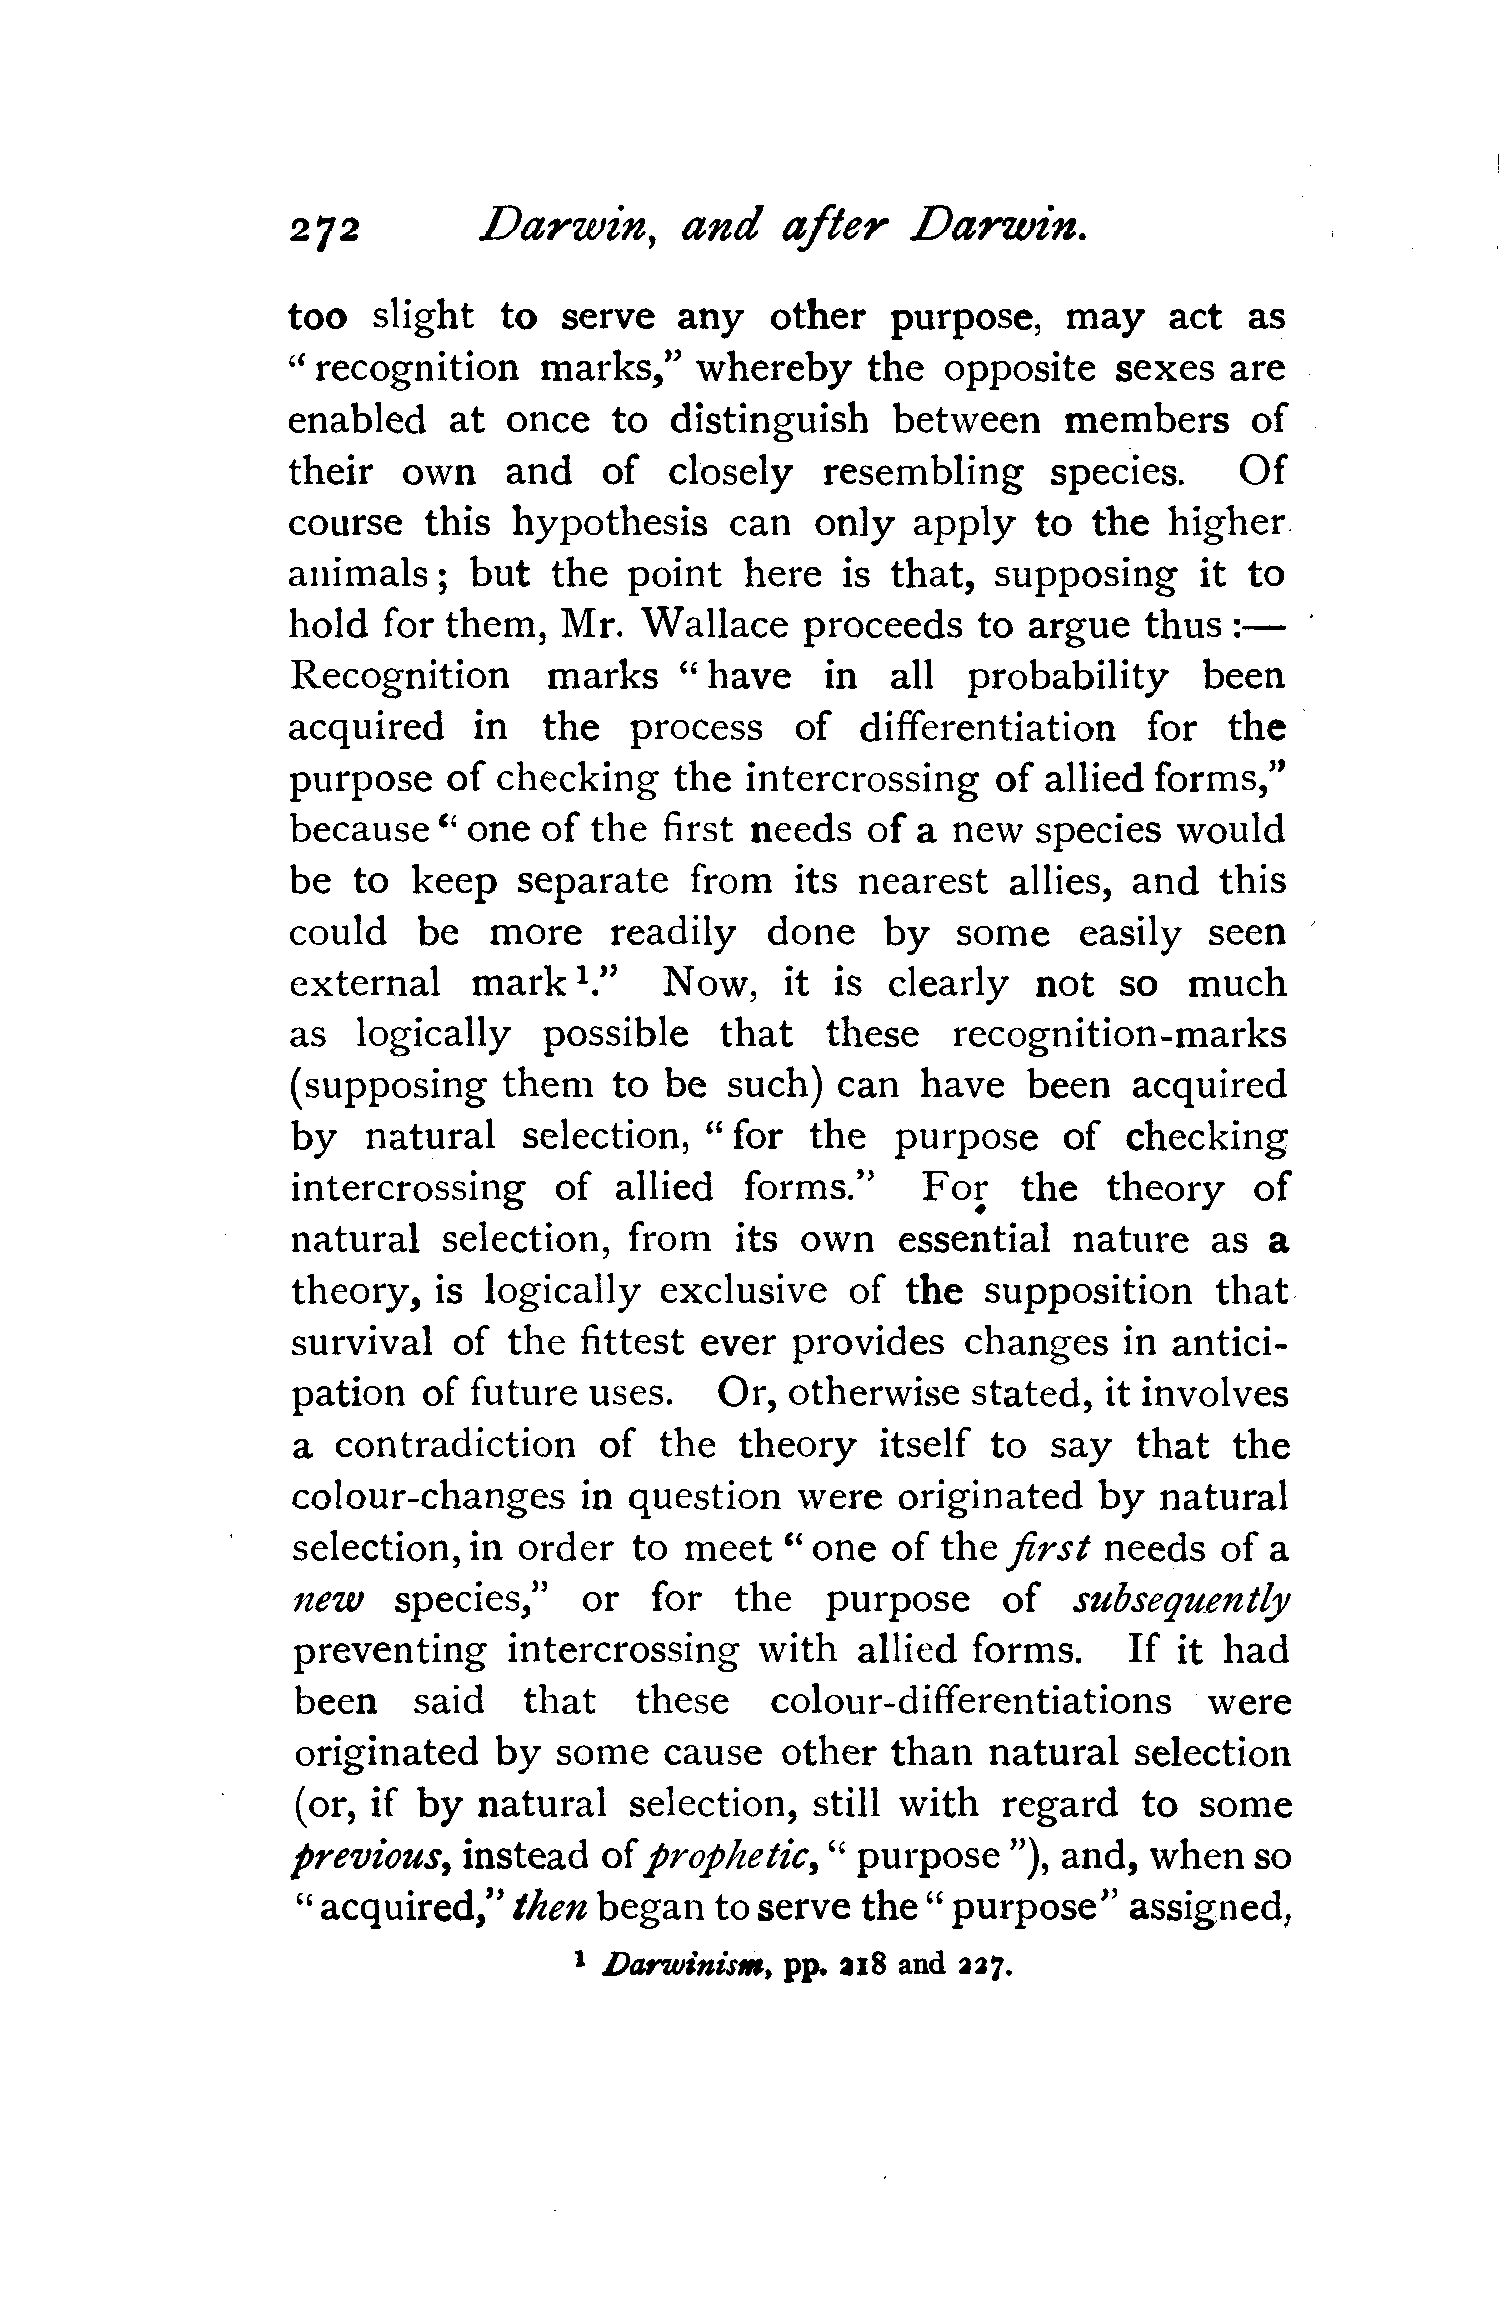 272 Darwin, and after Darwin.
too slight to serve any other purpose, may act as
“recognition marks,” whereby the opposite sexes are
enabled at once to distinguish between members of
their own and of closely resembling species. Of
course this hypothesis can only apply to the higher
animals; but the point here is that, supposing it to
hold for them, Mr. Wallace proceeds to argue thus:—
Recognition marks “have in all probability been
acquired in the process of differentiation for the
purpose of checking the intercrossing of allied forms,”
because “one of the first needs of a new species would
be to keep separate from its nearest allies, and this
could be more readily done by some easily seen
external mark¹.” Now, it is clearly not so much
as logically possible that these recognition-marks
(supposing them to be such) can have been acquired
by natural selection, “for the purpose of checking
intercrossing of allied forms.” For the theory of
natural selection, from its own essential nature as a
theory, is logically exclusive of the supposition that
survival of the fittest ever provides changes in antici-
pation of future uses. Or, otherwise stated, it involves
a contradiction of the theory itself to say that the
colour-changes in question were originated by natural
selection, in order to meet “one of the first needs of a
new species,” or for the purpose of subsequently
preventing intercrossing with allied forms. If it had
been said that these colour-differentiations were
originated by some cause other than natural selection
(or, if by natural selection, still with regard to some
previous, instead of prophetic, “purpose”), and, when so
“acquired,” then began to serve the “purpose” assigned,
¹ Darwinism, pp. 218 and 227.